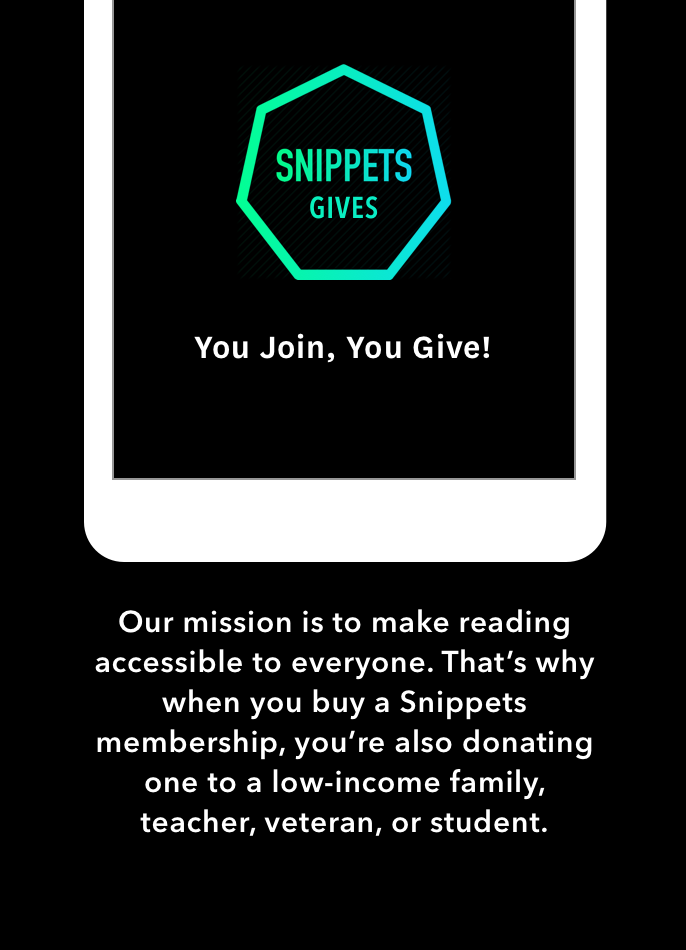 SNIPPETS
GIVES
You Join, You Give!
Our mission is to make reading
accessible to everyone. That’s why
when you buy a Snippets
membership, you’re also donating
one to a low-income family,
teacher, veteran, or student.